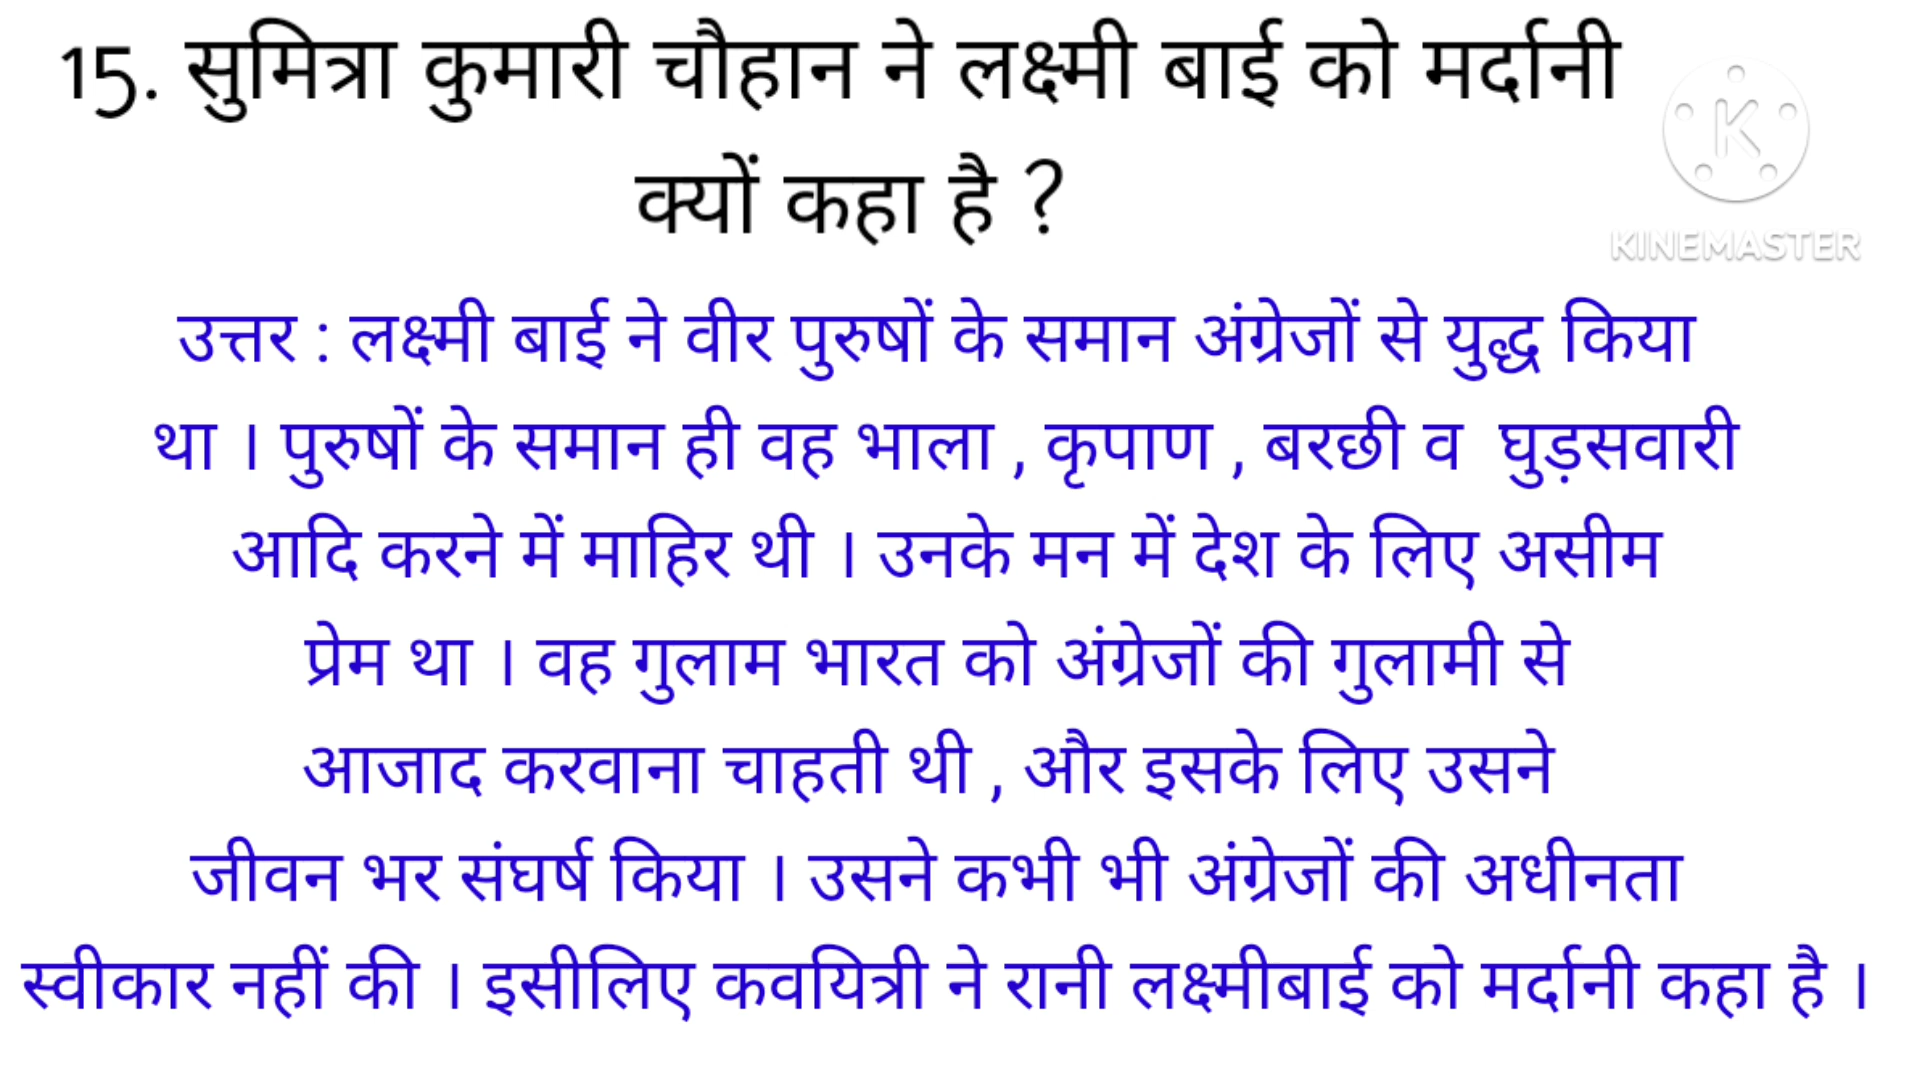 15. सुमित्रा कुमारी चौहान ने लक्ष्मी बाई को मर्दानी
क्यों कहा है ?
KINEMASTER
उत्तर : लक्ष्मी बाई ने वीर पुरुषों के समान अंग्रेजों से युद्ध किया
था । पुरुषों के समान ही वह भाला , कृपाण , बरछी व घुड़सवारी
आदि करने में माहिर थी । उनके मन में देश के लिए असीम
प्रेम था । वह गुलाम भारत को अंग्रेजों की गुलामी से
आजाद करवाना चाहती थी , और इसके लिए उसने
जीवन भर संघर्ष किया । उसने कभी भी अंग्रेजों की अधीनता
स्वीकार नहीं की । इसीलिए कवयित्री ने रानी लक्ष्मीबाई को मर्दानी कहा है ।